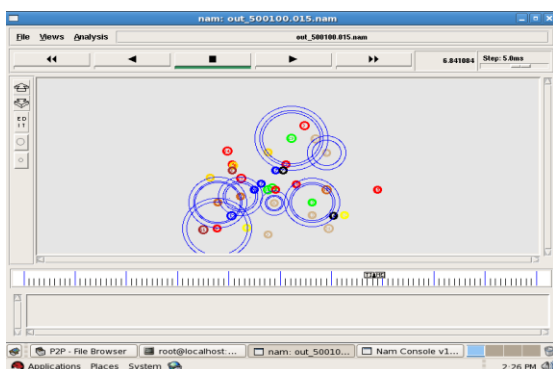 nam: out_500100.015.nam
File Views Analysis out_500100.015.nam
6.841084 Step: 5.0ms
E D
I T
TIME
P2P - File Browser root@localhost:... nam: out_50010... Nam Console v1...
Applications Places System 2:26 PM